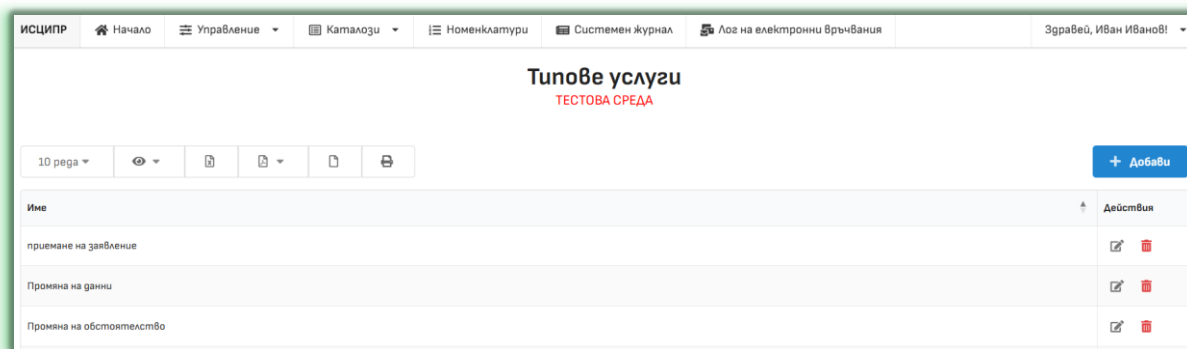 ИСЦИПР Начало Управление Каталози Номенклатури Системен журнал Лог на електронни връчвания Здравей, Иван Иванов!
Типове услуги
ТЕСТОВА СРЕДА
10 реда
Добави
Име Действия
приемане на заявление
Промяна на данни
Промяна на обстоятелство